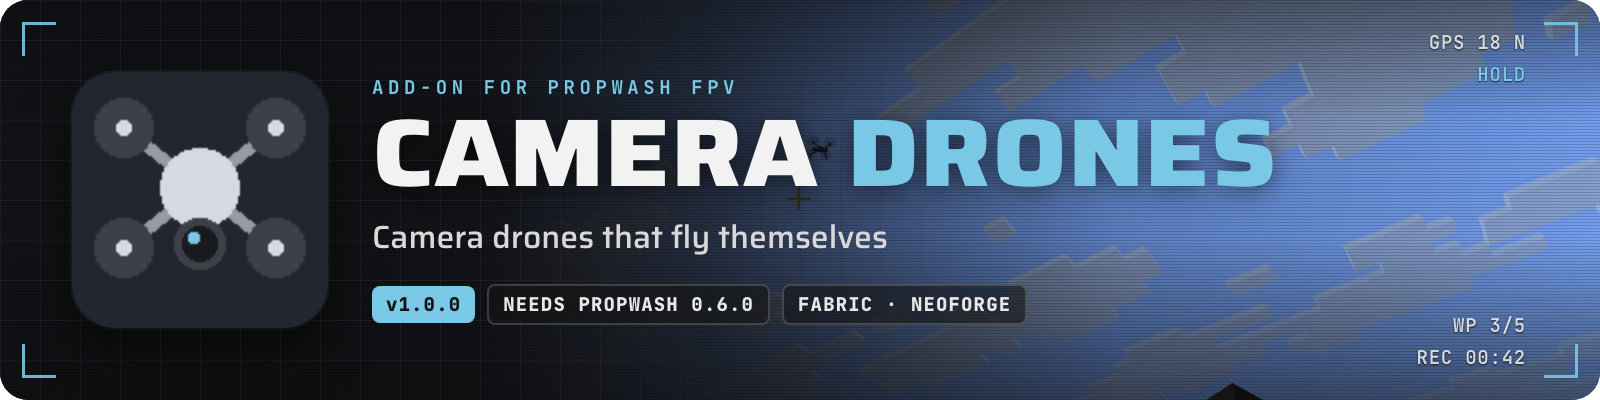 GPS 18 N
HOLD
ADD-ON FOR PROPWASH FPV
CAMERA DRONES
Camera drones that fly themselves
v1.0.0
NEEDS PROPWASH 0.6.0
FABRIC · NEOFORGE
WP 3/5
REC 00:42